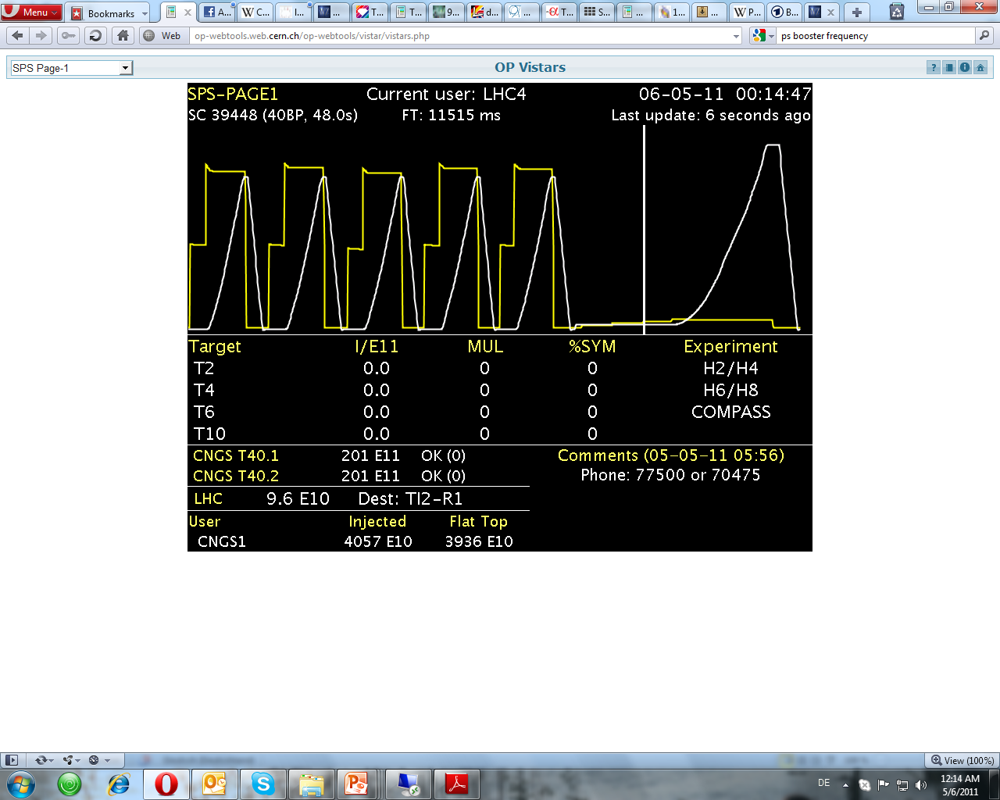 Menu
Bookmarks
A...
C...
I...
...
T...
T...
9...
d...
...
T...
S...
...
1...
...
P...
B...
Web
op-webtools.web.cern.ch/op-webtools/vistar/vistars.php
ps booster frequency
SPS Page-1
OP Vistars
SPS-PAGE1 Current user: LHC4 06-05-11 00:14:47
SC 39448 (40BP, 48.0s) FT: 11515 ms Last update: 6 seconds ago
Target I/E11 MUL %SYM Experiment
T2 0.0 0 0 H2/H4
T4 0.0 0 0 H6/H8
T6 0.0 0 0 COMPASS
T10 0.0 0 0
CNGS T40.1 201 E11 OK (0) Comments (05-05-11 05:56)
CNGS T40.2 201 E11 OK (0) Phone: 77500 or 70475
LHC 9.6 E10 Dest: TI2-R1
User Injected Flat Top
CNGS1 4057 E10 3936 E10
View (100%)
DE
12:14 AM
5/6/2011